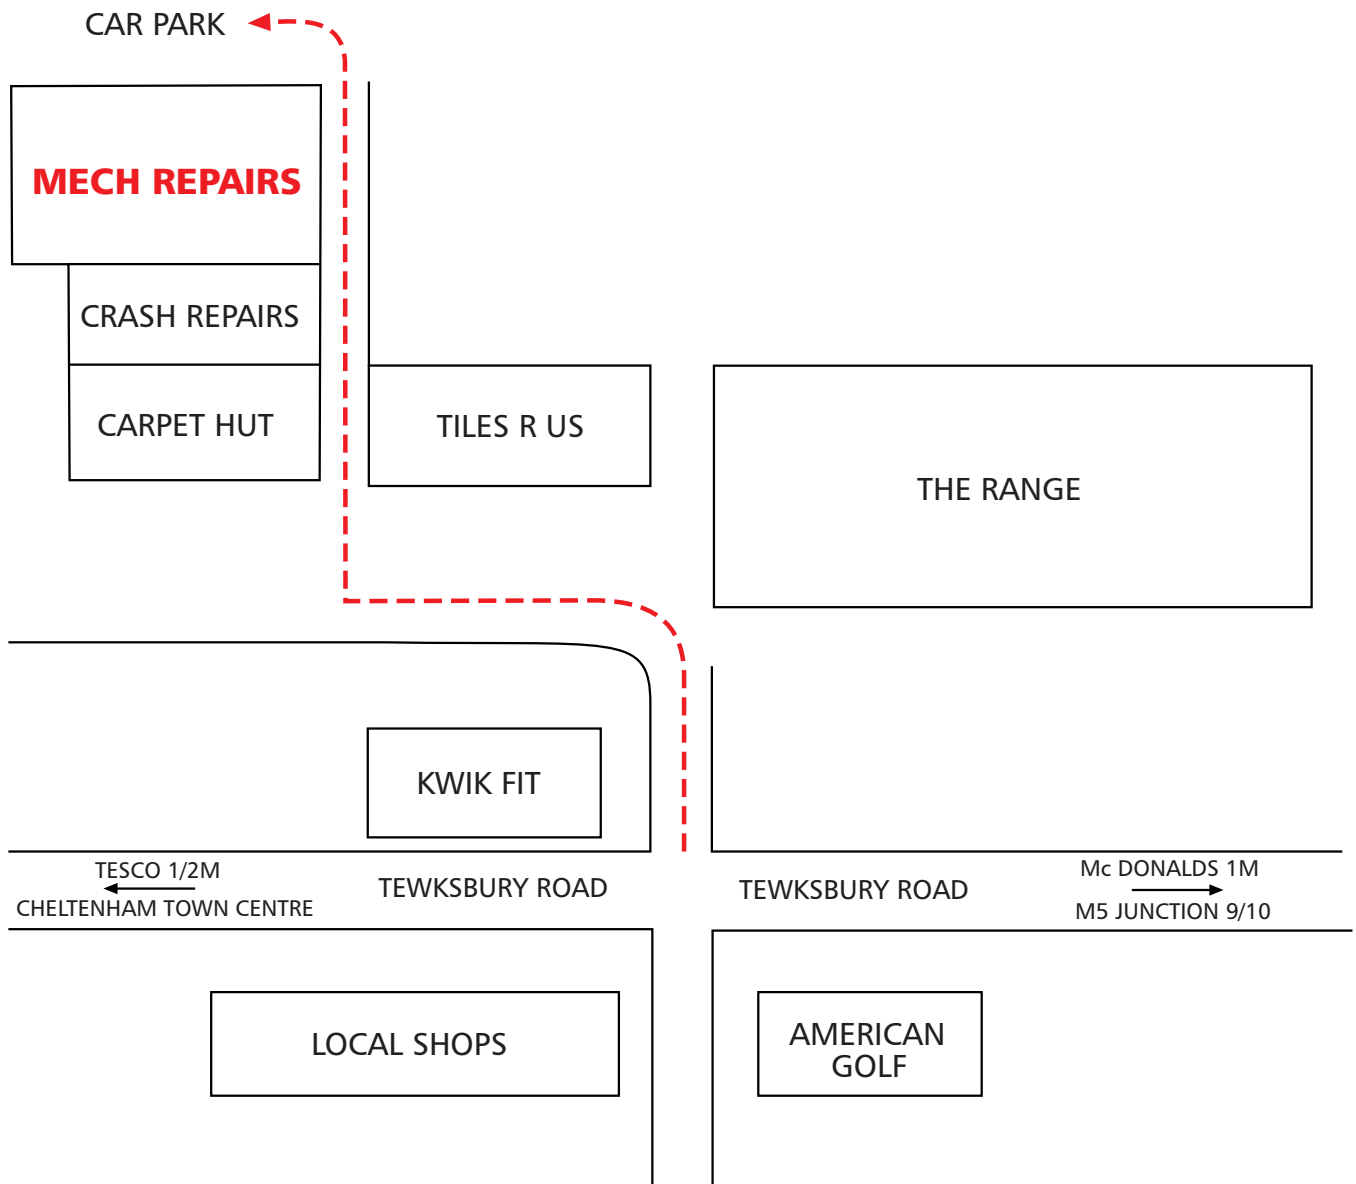 CAR PARK
MECH REPAIRS
CRASH REPAIRS
CARPET HUT
TILES R US
THE RANGE
KWIK FIT
TESCO 1/2M
CHELTENHAM TOWN CENTRE
TEWKSBURY ROAD
TEWKSBURY ROAD
Mc DONALDS 1M
M5 JUNCTION 9/10
LOCAL SHOPS
AMERICAN
GOLF